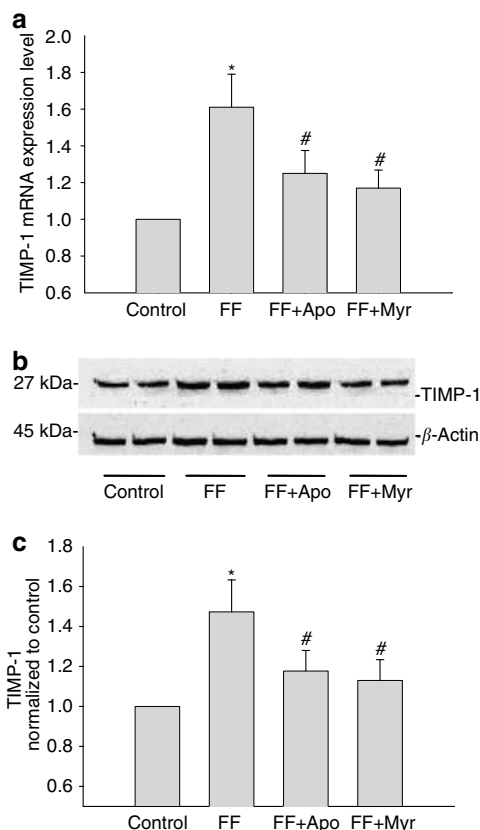 a
TIMP-1 mRNA expression level
2.0
1.8
1.6
1.4
1.2
1.0
0.8
0.6
*
#
#
Control FF FF+Apo FF+Myr
b
27 kDa-
-TIMP-1
45 kDa-
-β-Actin
Control FF FF+Apo FF+Myr
c
TIMP-1
normalized to control
1.8
1.6
1.4
1.2
1.0
0.8
0.6
*
#
#
Control FF FF+Apo FF+Myr